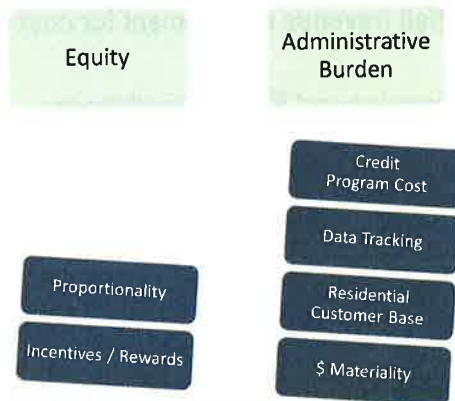 Equity
Administrative
Burden
Credit
Program Cost
Data Tracking
Proportionality
Residential
Customer Base
Incentives / Rewards
$ Materiality